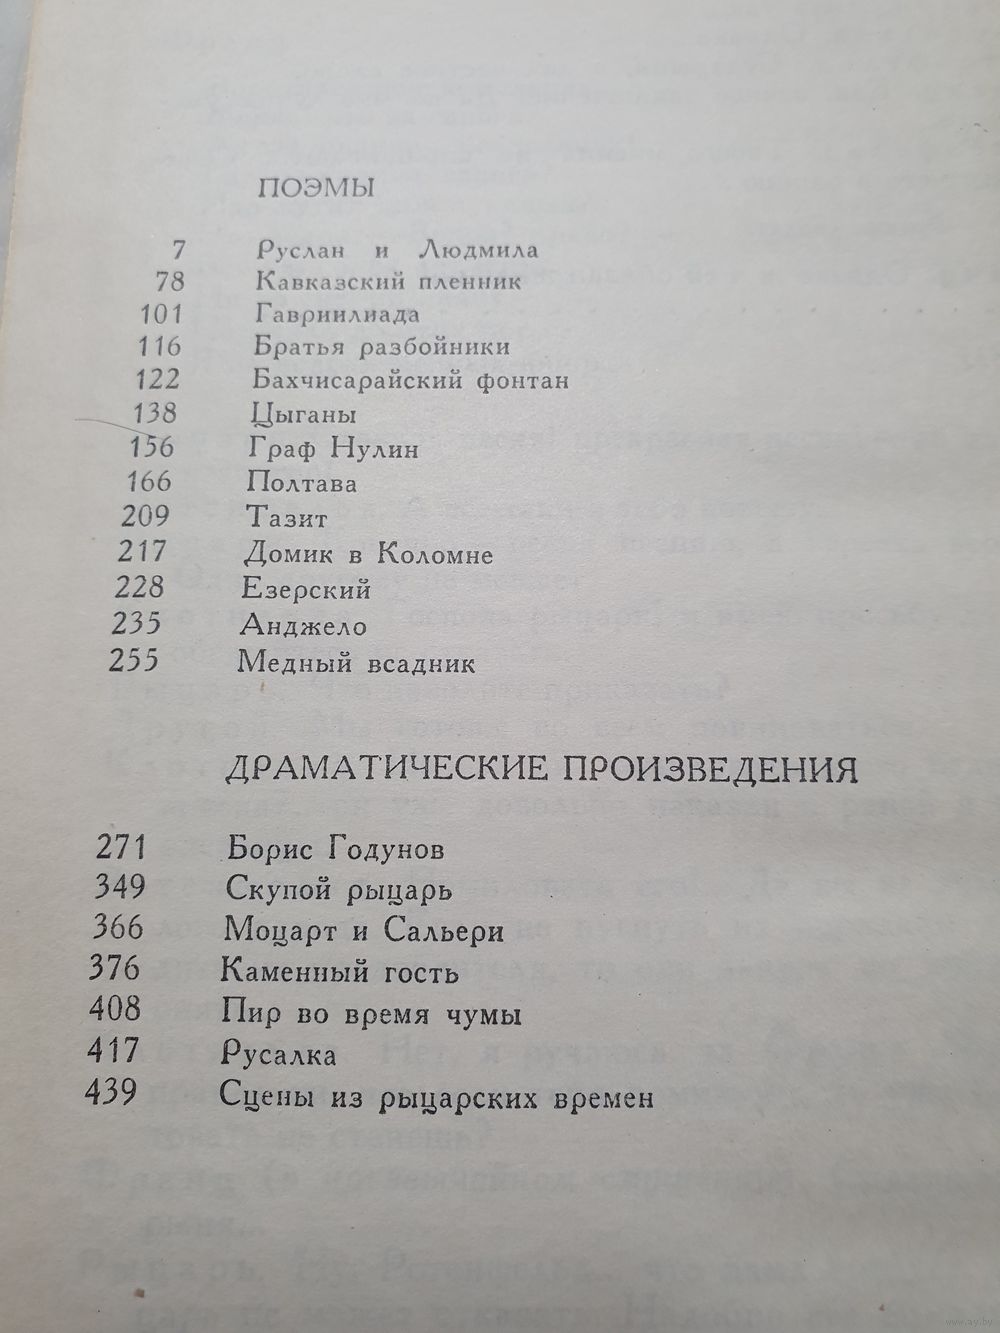 ПОЭМЫ
7 Руслан и Людмила
78 Кавказский пленник
101 Гавриилиада
116 Братья разбойники
122 Бахчисарайский фонтан
138 Цыганы
156 Граф Нулин
166 Полтава
209 Тазит
217 Домик в Коломне
228 Езерский
235 Анджело
255 Медный всадник
ДРАМАТИЧЕСКИЕ ПРОИЗВЕДЕНИЯ
271 Борис Годунов
349 Скупой рыцарь
366 Моцарт и Сальери
376 Каменный гость
408 Пир во время чумы
417 Русалка
439 Сцены из рыцарских времен
www.ay.by